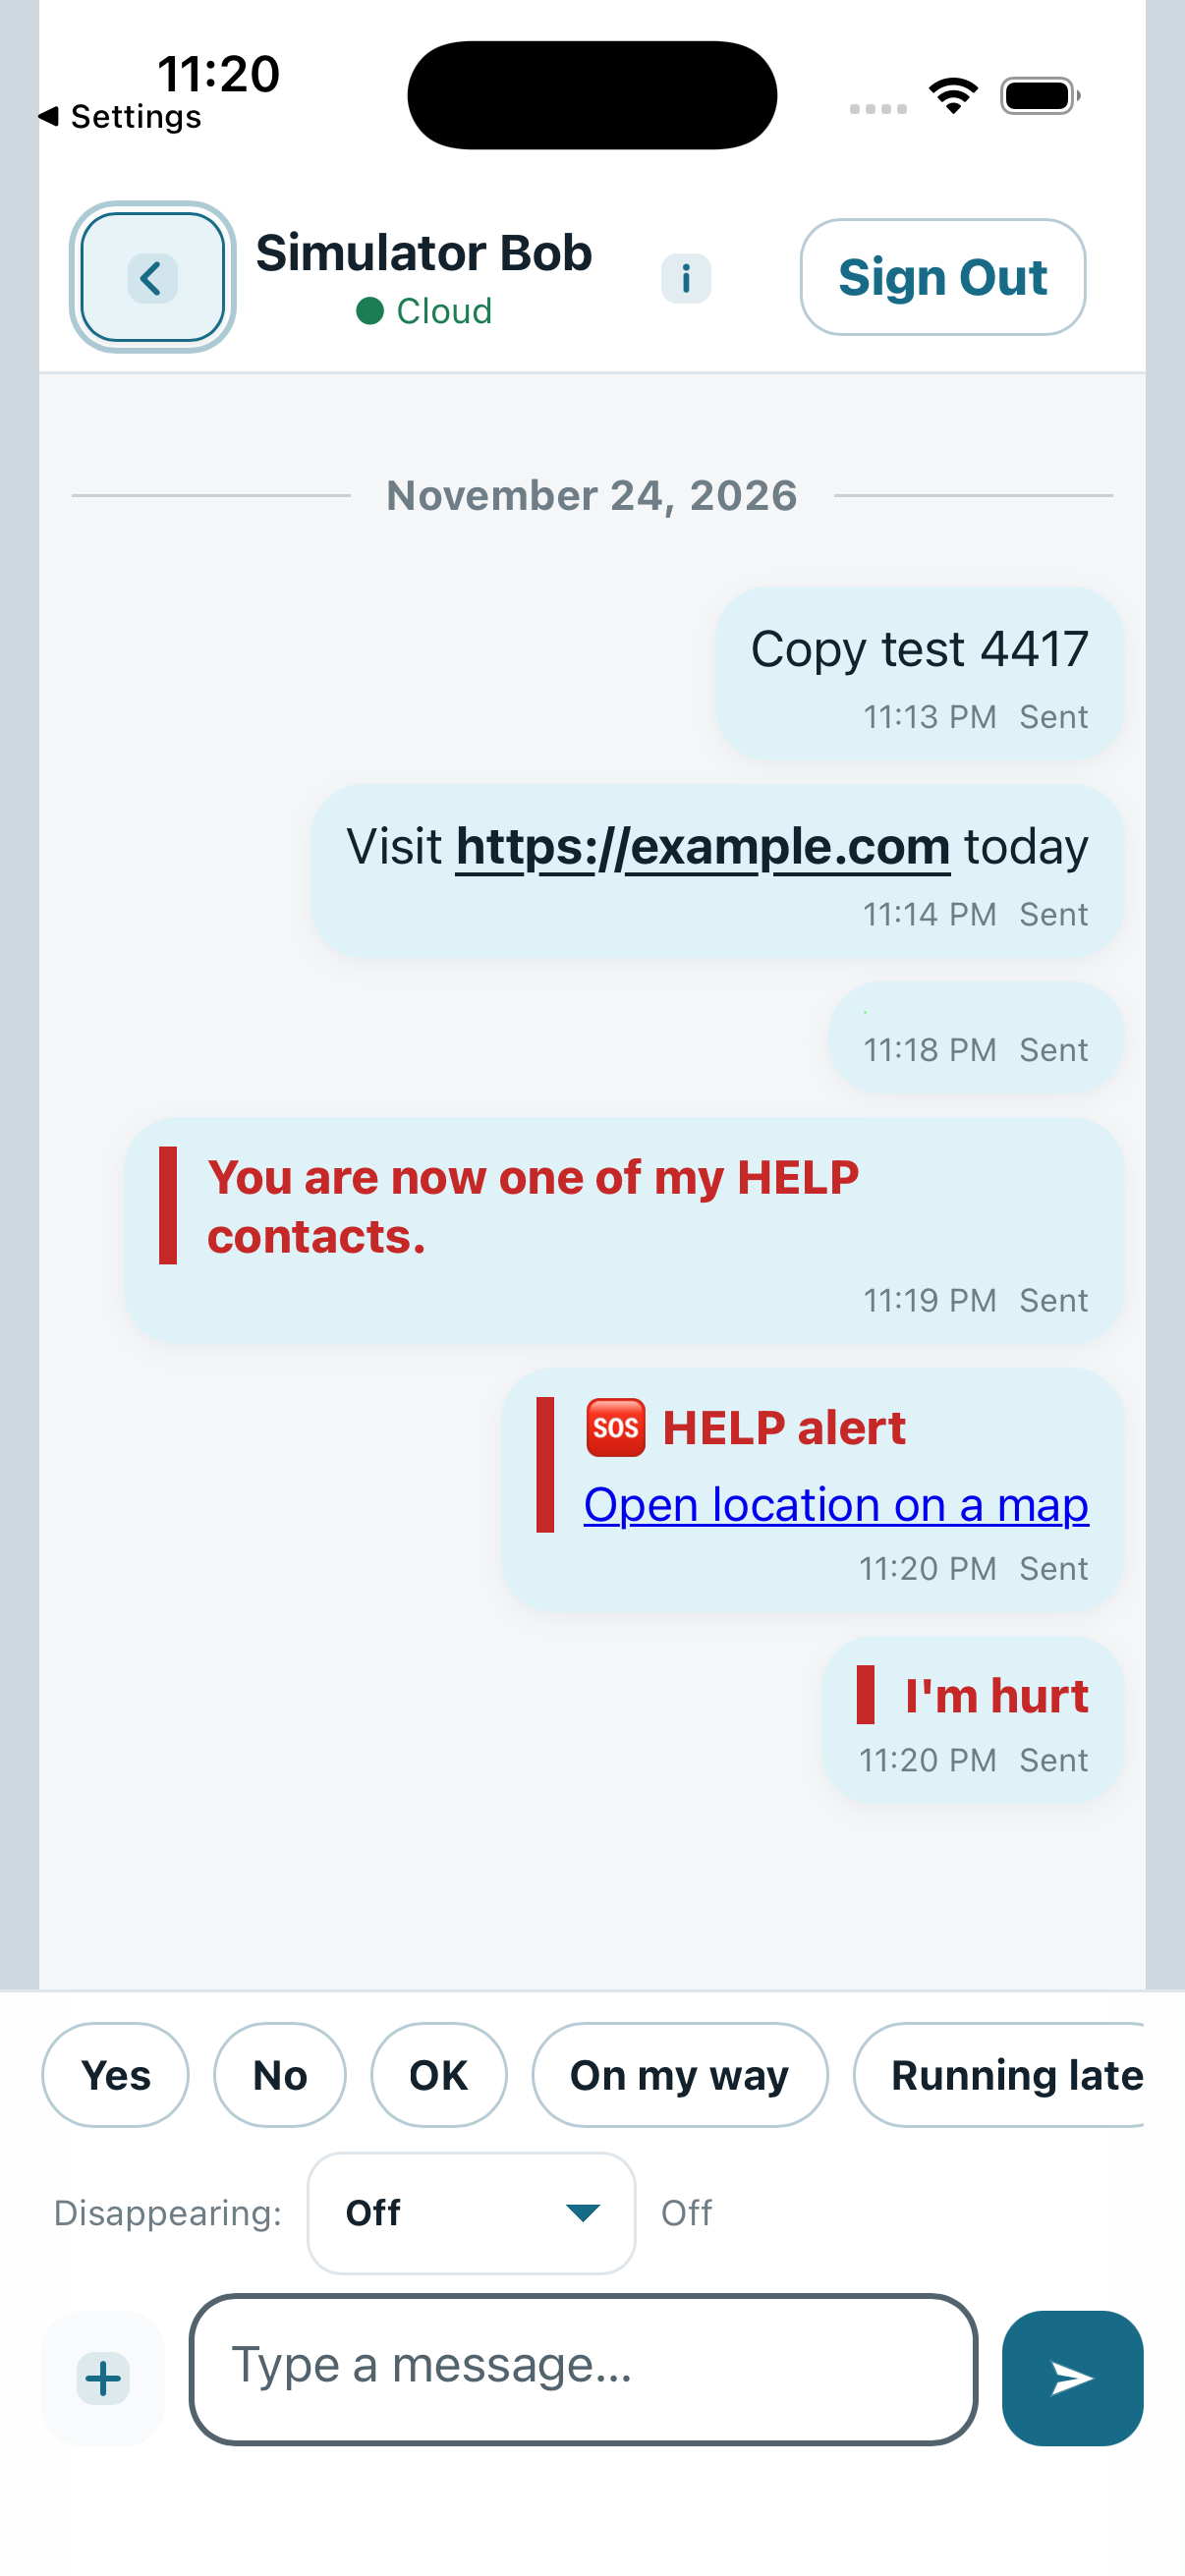 11:20
◀ Settings
Simulator Bob
Cloud
Sign Out
November 24, 2026
Copy test 4417
11:13 PM Sent
Visit https://example.com today
11:14 PM Sent
11:18 PM Sent
You are now one of my HELP
contacts.
11:19 PM Sent
🆘 HELP alert
Open location on a map
11:20 PM Sent
I'm hurt
11:20 PM Sent
Yes No OK On my way Running late
Disappearing: Off Off
Type a message...